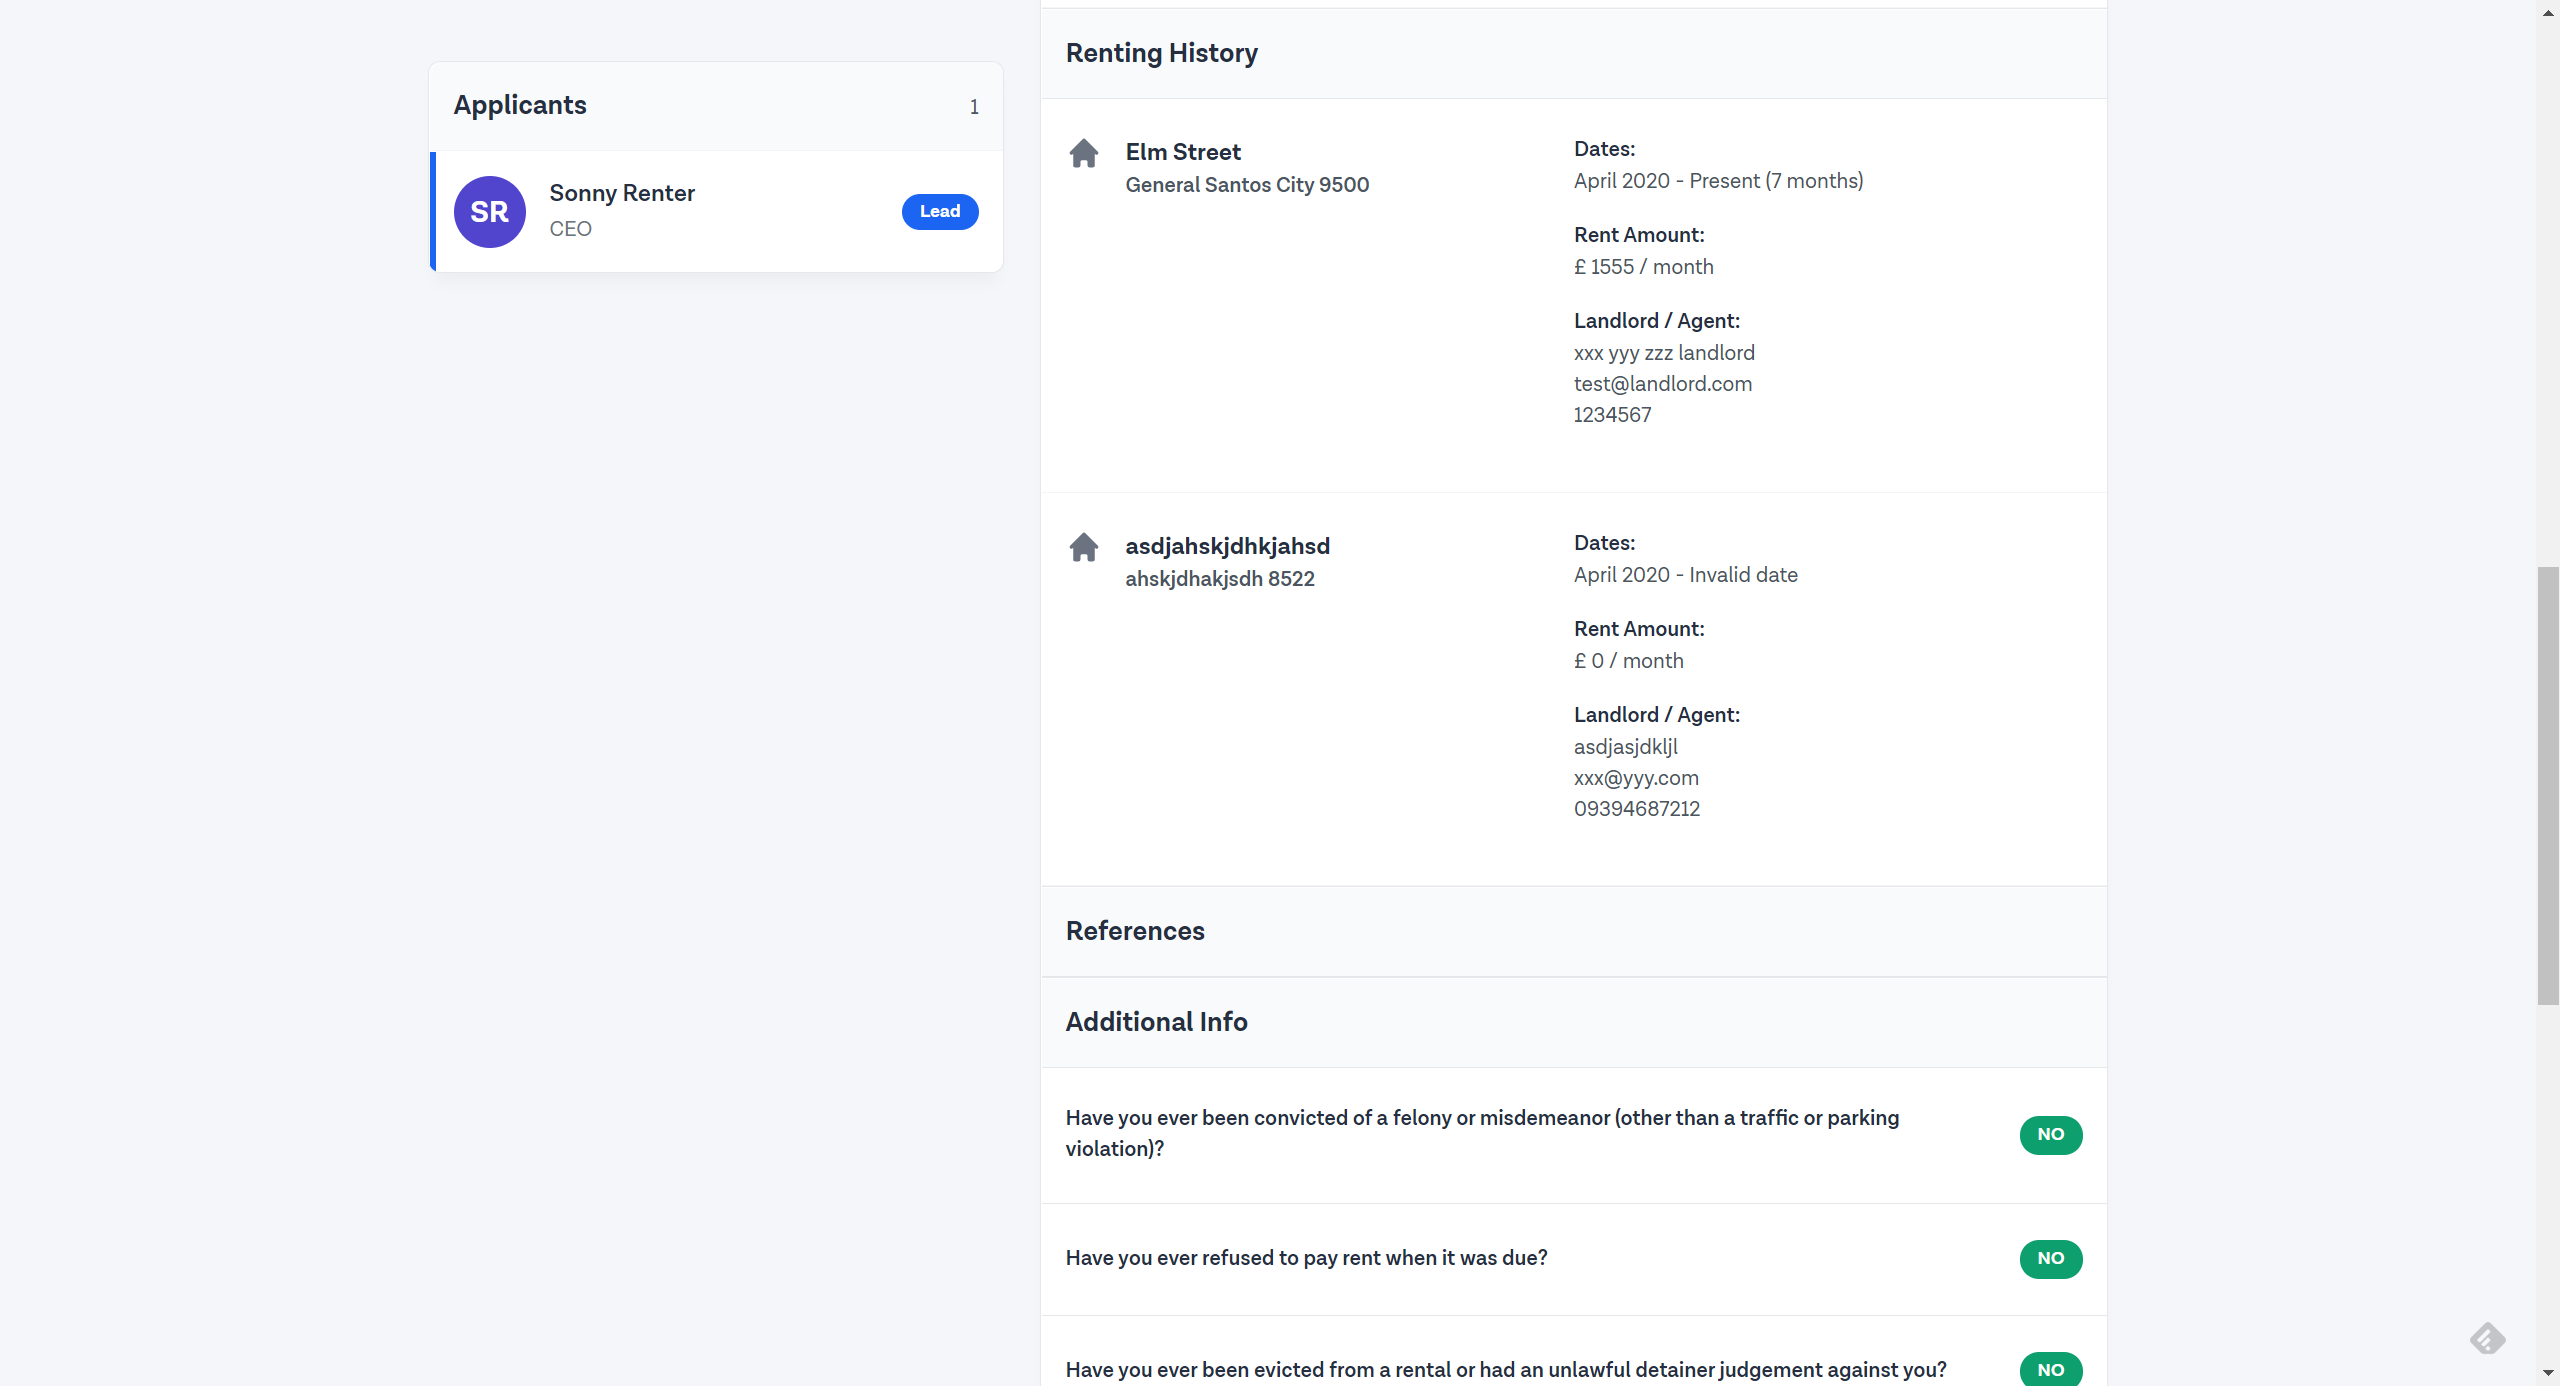 Applicants
1
SR
Sonny Renter
CEO
Lead
Renting History
Elm Street
General Santos City 9500
Dates:
April 2020 - Present (7 months)
Rent Amount:
£ 1555 / month
Landlord / Agent:
xxx yyy zzz landlord
test@landlord.com
1234567
asdjahskjdhkjahsd
ahskjdhakjsdh 8522
Dates:
April 2020 - Invalid date
Rent Amount:
£ 0 / month
Landlord / Agent:
asdjasjdkljl
xxx@yyy.com
09394687212
References
Additional Info
Have you ever been convicted of a felony or misdemeanor (other than a traffic or parking
violation)?
NO
Have you ever refused to pay rent when it was due?
NO
Have you ever been evicted from a rental or had an unlawful detainer judgement against you?
NO